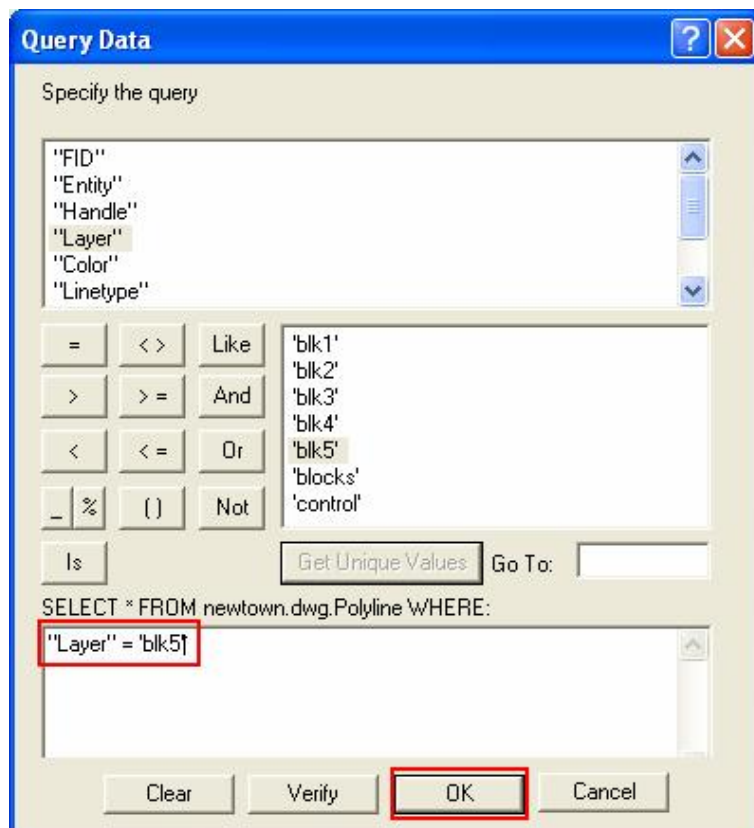 Query Data
?
Specify the query
"FID"
"Entity"
"Handle"
"Layer"
"Color"
"Linetype"
= <> Like
> >= And
< <= Or
_ % () Not
Is
'blk1'
'blk2'
'blk3'
'blk4'
'blk5'
'blocks'
'control'
Get Unique Values Go To:
SELECT * FROM newtown.dwg.Polyline WHERE:
"Layer" = 'blk5'
Clear Verify OK Cancel